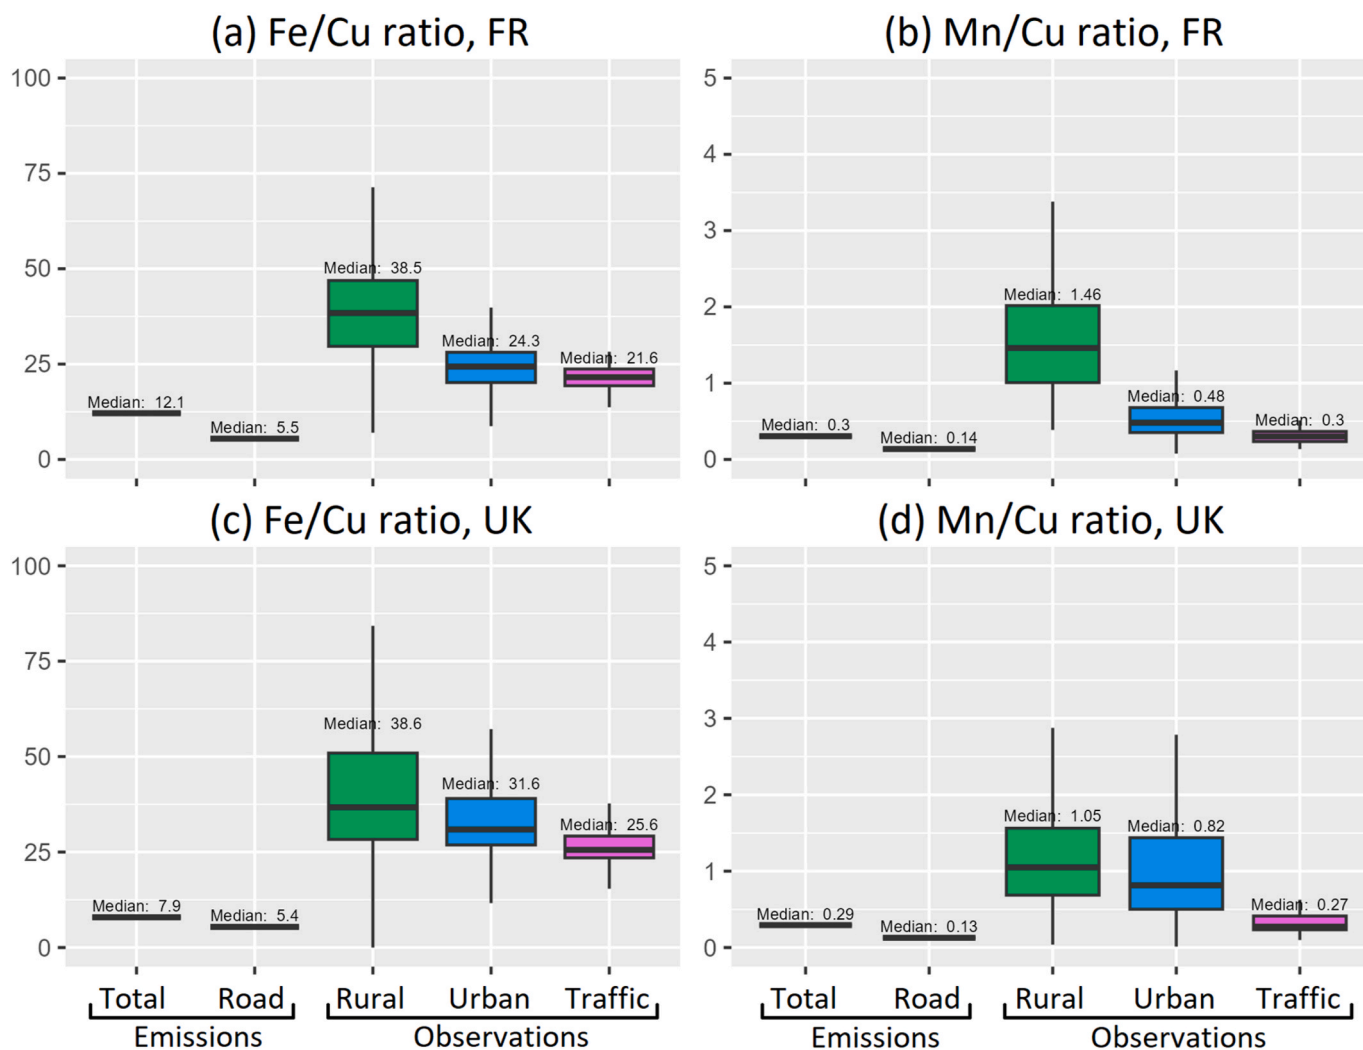 (a) Fe/Cu ratio, FR
100
75
50
25
0
Median: 12.1
Median: 5.5
Median: 38.5
Median: 24.3
Median: 21.6
(b) Mn/Cu ratio, FR
5
4
3
2
1
0
Median: 0.3
Median: 0.14
Median: 1.46
Median: 0.48
Median: 0.3
(c) Fe/Cu ratio, UK
100
75
50
25
0
Median: 7.9
Median: 5.4
Median: 38.6
Median: 31.6
Median: 25.6
Total Road Rural Urban Traffic
Emissions Observations
(d) Mn/Cu ratio, UK
5
4
3
2
1
0
Median: 0.29
Median: 0.13
Median: 1.05
Median: 0.82
Median: 0.27
Total Road Rural Urban Traffic
Emissions Observations